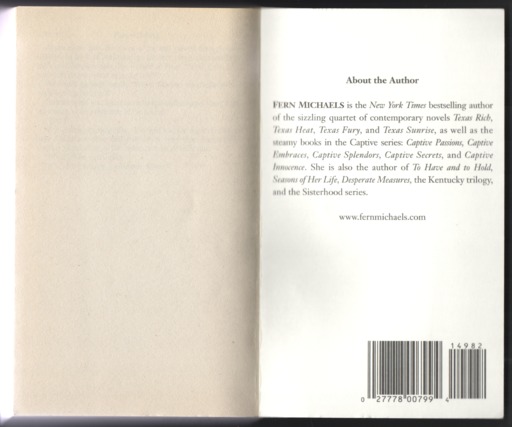 About the Author
FERN MICHAELS is the New York Times bestselling author
of the sizzling quartet of contemporary novels Texas Rich,
Texas Heat, Texas Fury, and Texas Sunrise, as well as the
steamy books in the Captive series: Captive Passions, Captive
Embraces, Captive Splendors, Captive Secrets, and Captive
Innocence. She is also the author of To Have and to Hold,
Seasons of Her Life, Desperate Measures, the Kentucky trilogy,
and the Sisterhood series.
www.fernmichaels.com
14982
0 27778 00799 4